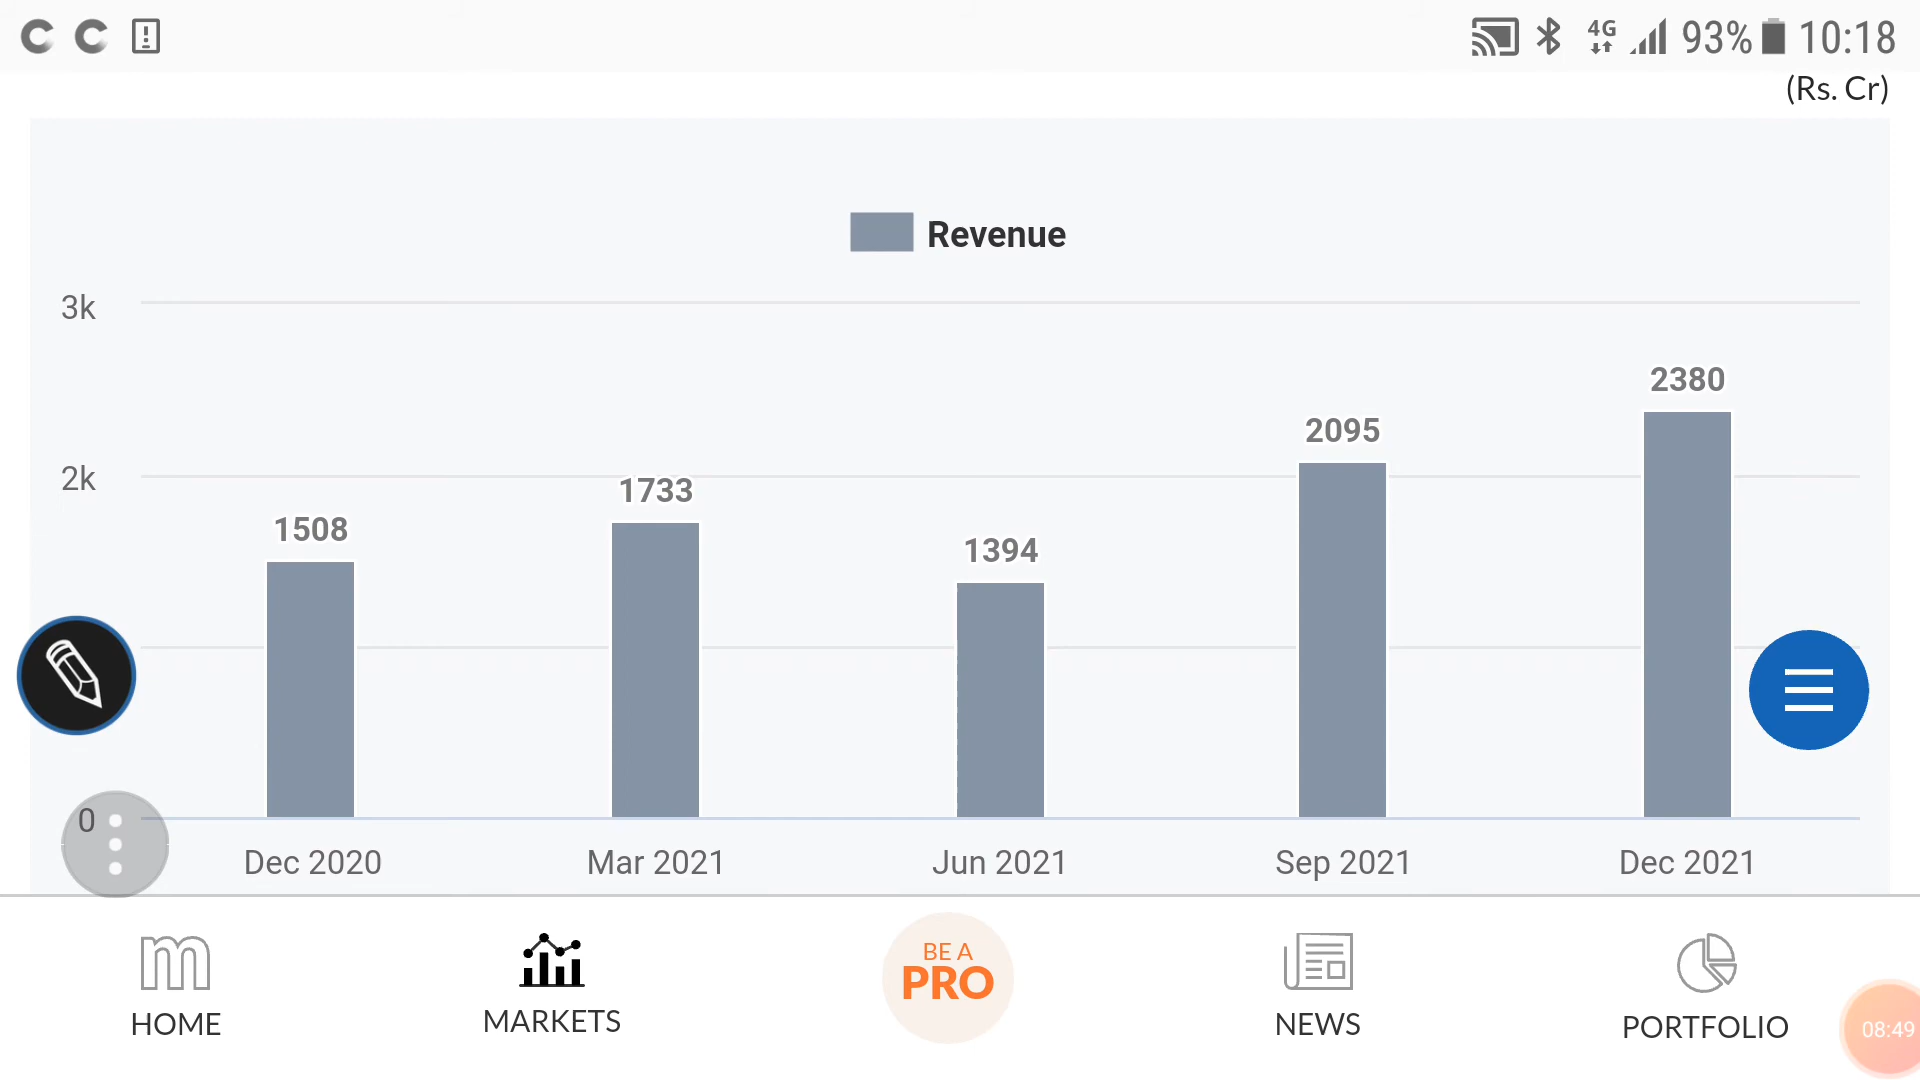 4G 93% 10:18
(Rs. Cr)
Revenue
3k
2k
0
1508
1733
1394
2095
2380
Dec 2020
Mar 2021
Jun 2021
Sep 2021
Dec 2021
HOME
MARKETS
BE A
PRO
NEWS
PORTFOLIO
08:49